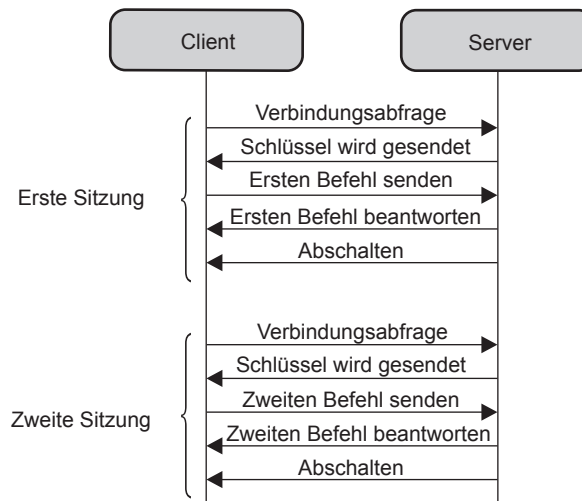 Client
Server
Verbindungsabfrage
Schlüssel wird gesendet
Ersten Befehl senden
Erste Sitzung
Ersten Befehl beantworten
Abschalten
Verbindungsabfrage
Schlüssel wird gesendet
Zweiten Befehl senden
Zweite Sitzung
Zweiten Befehl beantworten
Abschalten